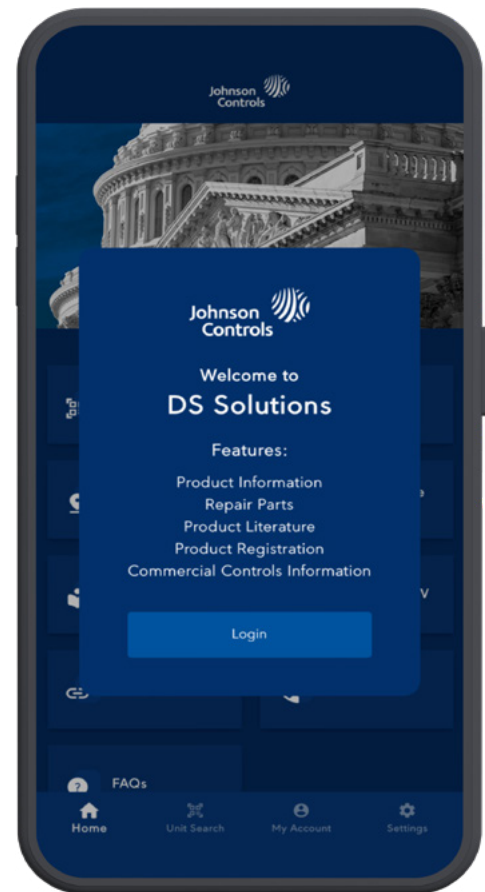 Johnson
Controls
Johnson
Controls
Welcome to
DS Solutions
Features:
Product Information
Repair Parts
Product Literature
Product Registration
Commercial Controls Information
Login
FAQs
Home
Unit Search
My Account
Settings